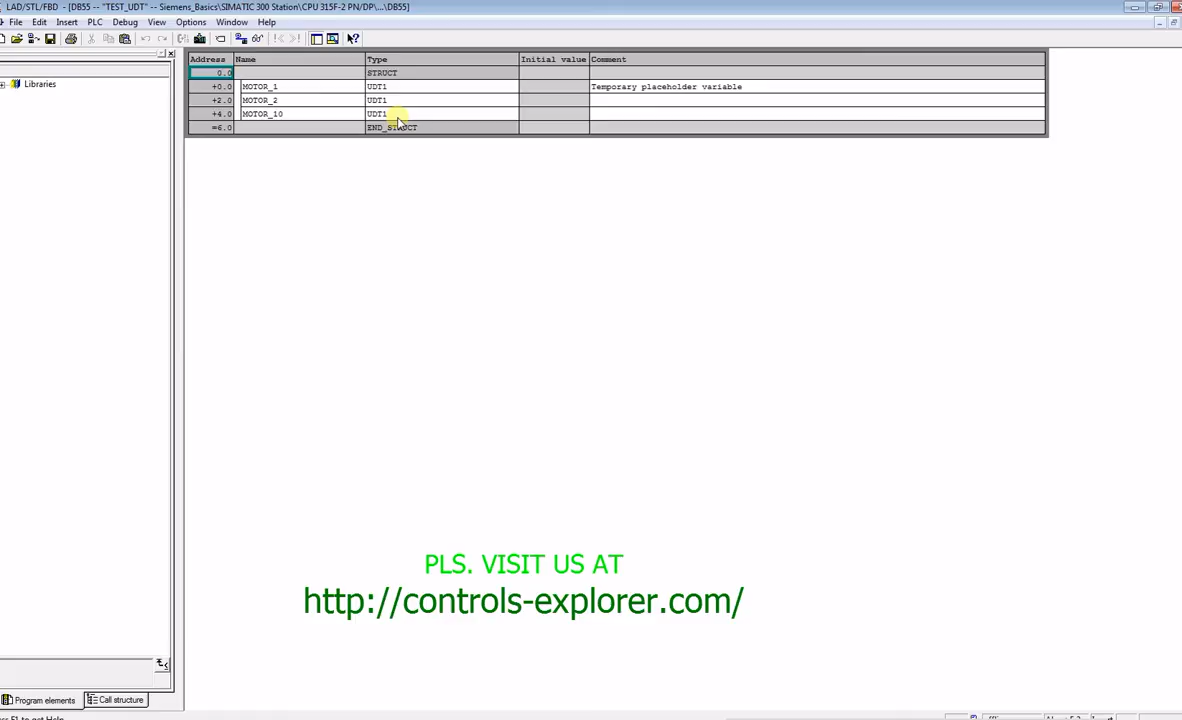 LAD/STL/FBD - [DB55 -- "TEST_UDT" -- Siemens_Basics\SIMATIC 300 Station\CPU 315F-2 PN/DP\...\DB55]
File Edit Insert PLC Debug View Options Window Help
Address Name Type Initial value Comment
0.0 STRUCT
+0.0 MOTOR_1 UDT1 Temporary placeholder variable
+2.0 MOTOR_2 UDT1
+4.0 MOTOR_10 UDT1
=6.0 END_STRUCT
Libraries
PLS. VISIT US AT
http://controls-explorer.com/
Program elements Call structure